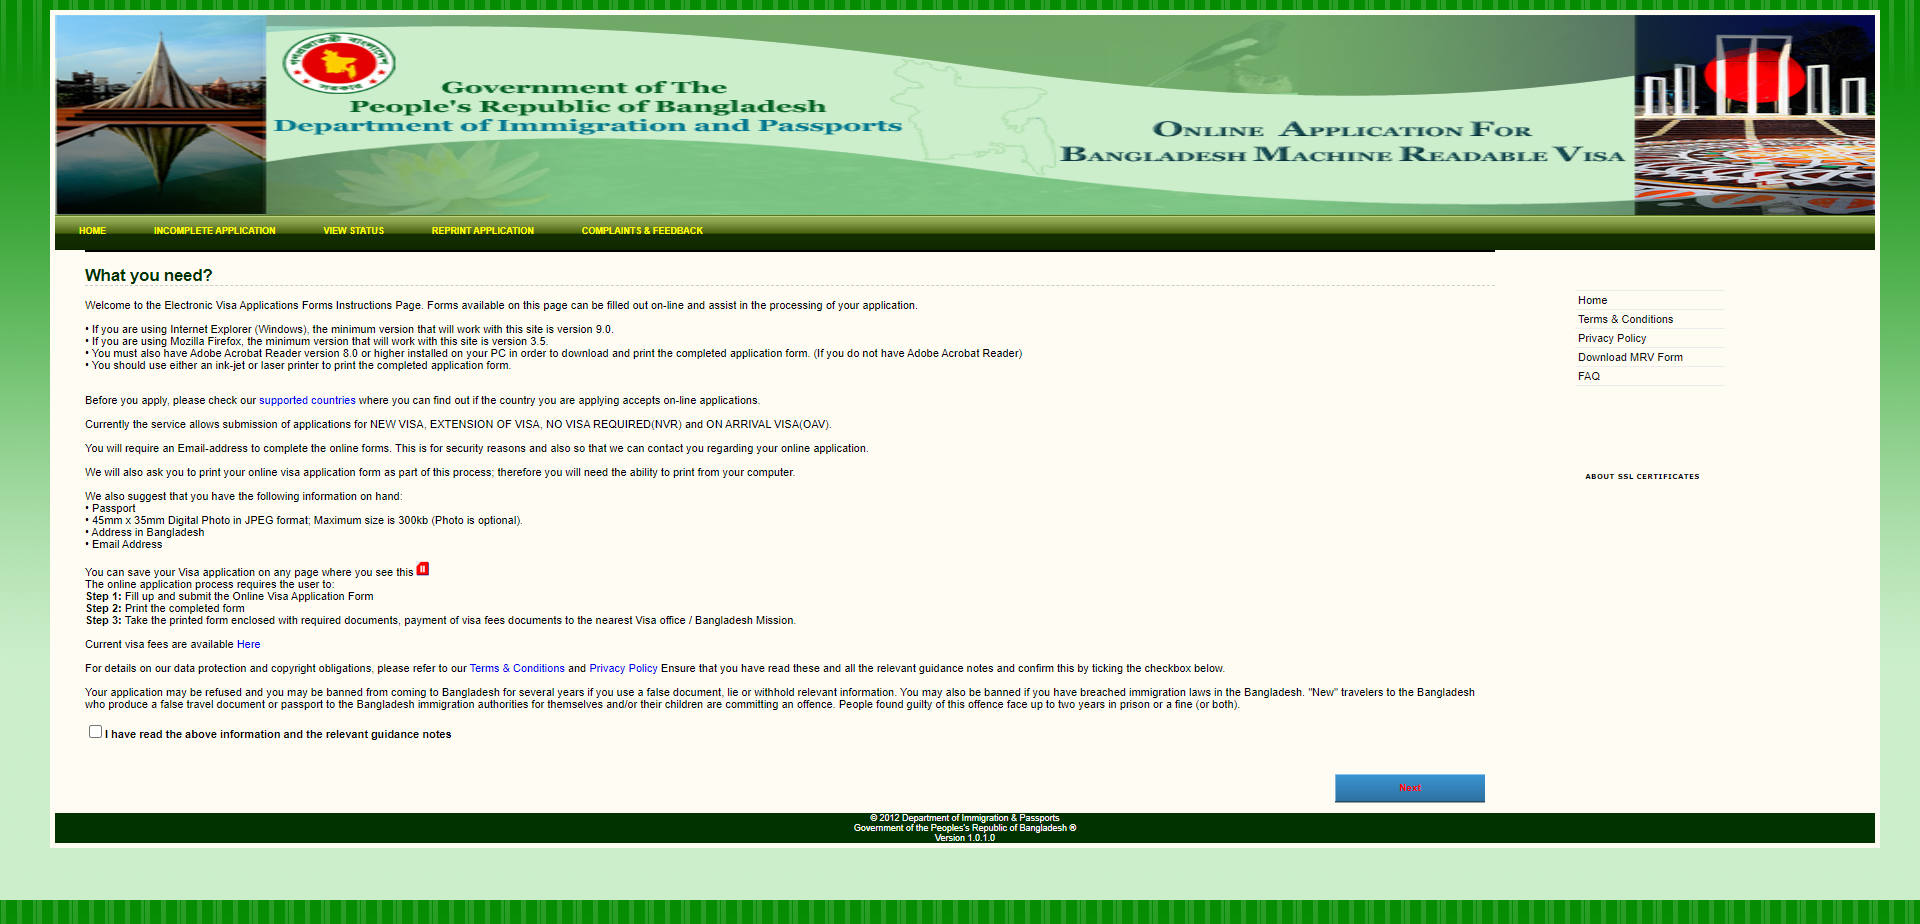 Government of The
People's Republic of Bangladesh
Department of Immigration and Passports
Online Application For
Bangladesh Machine Readable Visa
HOME
INCOMPLETE APPLICATION
VIEW STATUS
REPRINT APPLICATION
COMPLAINTS & FEEDBACK
What you need?
Welcome to the Electronic Visa Applications Forms Instructions Page. Forms available on this page can be filled out on-line and assist in the processing of your application.
• If you are using Internet Explorer (Windows), the minimum version that will work with this site is version 9.0.
• If you are using Mozilla Firefox, the minimum version that will work with this site is version 3.5.
• You must also have Adobe Acrobat Reader version 8.0 or higher installed on your PC in order to download and print the completed application form. (If you do not have Adobe Acrobat Reader)
• You should use either an ink-jet or laser printer to print the completed application form.
Before you apply, please check our supported countries where you can find out if the country you are applying accepts on-line applications.
Currently the service allows submission of applications for NEW VISA, EXTENSION OF VISA, NO VISA REQUIRED(NVR) and ON ARRIVAL VISA(OAV).
You will require an Email-address to complete the online forms. This is for security reasons and also so that we can contact you regarding your online application.
We will also ask you to print your online visa application form as part of this process; therefore you will need the ability to print from your computer.
We also suggest that you have the following information on hand:
• Passport
• 45mm x 35mm Digital Photo in JPEG format; Maximum size is 300kb (Photo is optional).
• Address in Bangladesh
• Email Address
You can save your Visa application on any page where you see this
The online application process requires the user to:
Step 1: Fill up and submit the Online Visa Application Form
Step 2: Print the completed form
Step 3: Take the printed form enclosed with required documents, payment of visa fees documents to the nearest Visa office / Bangladesh Mission.
Current visa fees are available Here
For details on our data protection and copyright obligations, please refer to our Terms & Conditions and Privacy Policy Ensure that you have read these and all the relevant guidance notes and confirm this by ticking the checkbox below.
Your application may be refused and you may be banned from coming to Bangladesh for several years if you use a false document, lie or withhold relevant information. You may also be banned if you have breached immigration laws in the Bangladesh. "New" travelers to the Bangladesh
who produce a false travel document or passport to the Bangladesh immigration authorities for themselves and/or their children are committing an offence. People found guilty of this offence face up to two years in prison or a fine (or both).
I have read the above information and the relevant guidance notes
Next
Home
Terms & Conditions
Privacy Policy
Download MRV Form
FAQ
ABOUT SSL CERTIFICATES
© 2012 Department of Immigration & Passports
Government of the Peoples's Republic of Bangladesh ®
Version 1.0.1.0